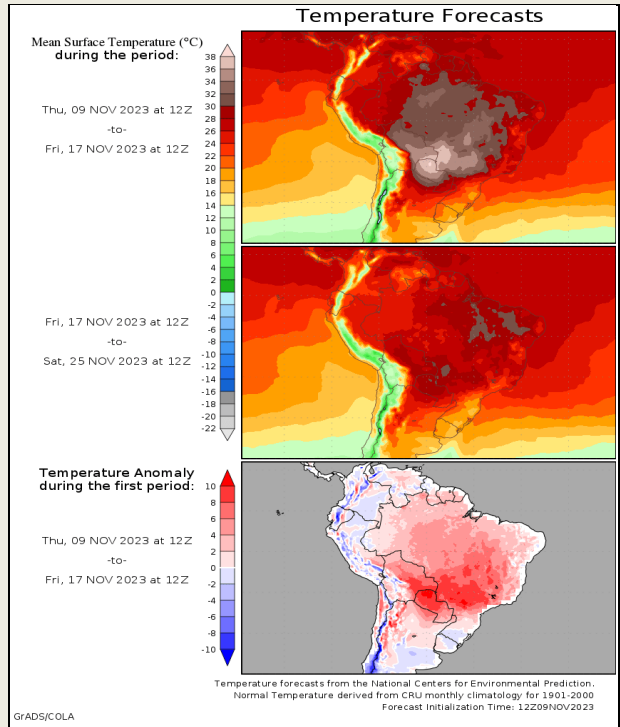 Temperature Forecasts
Mean Surface Temperature (°C)
during the period:
38
36
34
32
30
28
26
24
22
20
18
16
14
12
10
8
6
4
2
0
-2
-4
-6
-8
-10
-12
-14
-16
-18
-20
-22
Thu, 09 NOV 2023 at 12Z
-to-
Fri, 17 NOV 2023 at 12Z
Fri, 17 NOV 2023 at 12Z
-to-
Sat, 25 NOV 2023 at 12Z
Temperature Anomaly
during the first period:
10
8
6
4
2
0
-2
-4
-6
-8
-10
Thu, 09 NOV 2023 at 12Z
-to-
Fri, 17 NOV 2023 at 12Z
Temperature forecasts from the National Centers for Environmental Prediction.
Normal Temperature derived from CRU monthly climatology for 1901-2000
Forecast Initialization Time: 12Z09NOV2023
GrADS/COLA